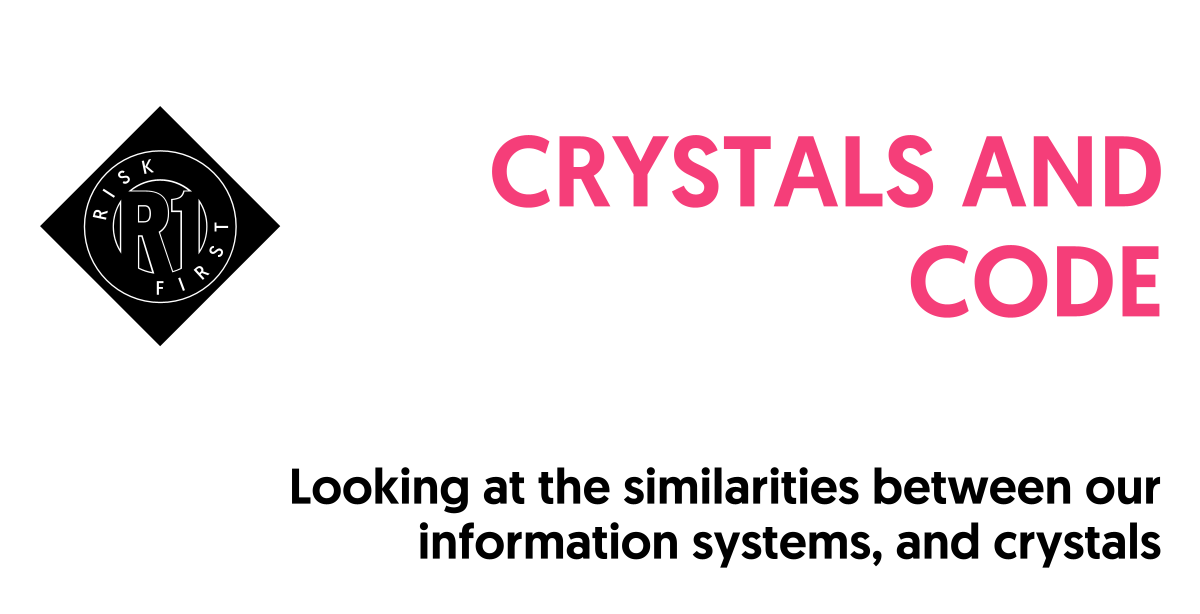 RISK
R1
FIRST
CRYSTALS AND
CODE
Looking at the similarities between our
information systems, and crystals